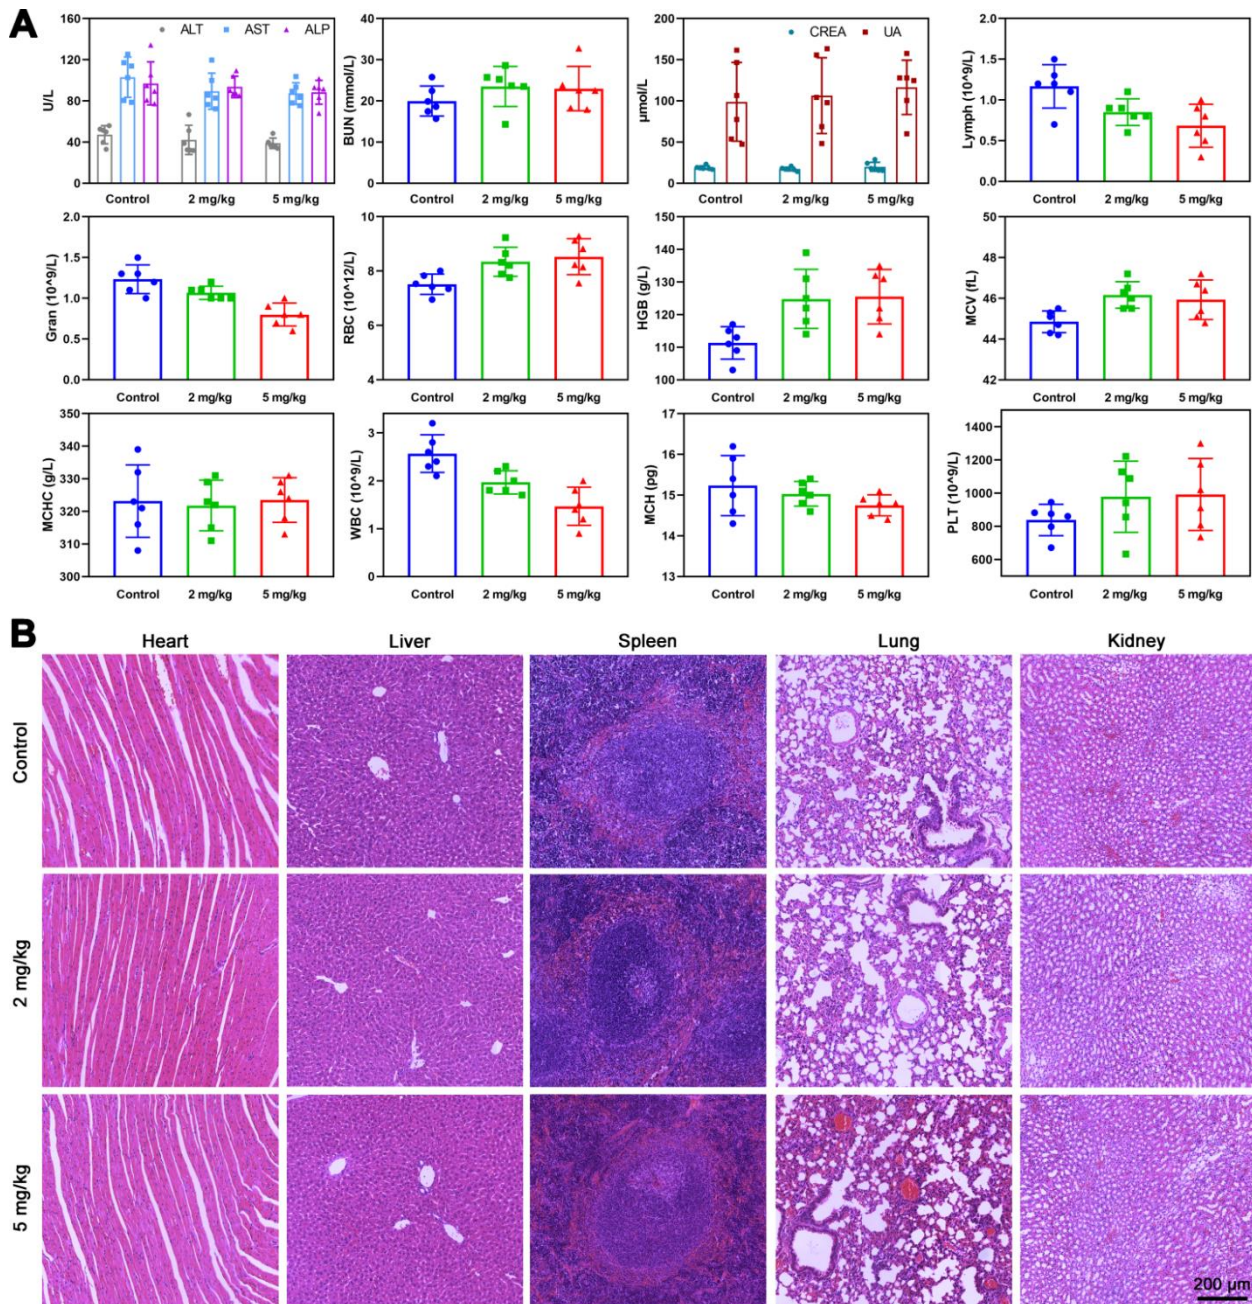 A
ALT AST ALP
U/L
160
120
80
40
0
Control 2 mg/kg 5 mg/kg
BUN (mmol/L)
40
30
20
10
0
Control 2 mg/kg 5 mg/kg
CREA UA
μmol/L
200
150
100
50
0
Control 2 mg/kg 5 mg/kg
Lymph (10^9/L)
2.0
1.5
1.0
0.5
0.0
Control 2 mg/kg 5 mg/kg
Gran (10^9/L)
2.0
1.5
1.0
0.5
0.0
Control 2 mg/kg 5 mg/kg
RBC (10^12/L)
10
8
6
4
Control 2 mg/kg 5 mg/kg
HGB (g/L)
150
140
130
120
110
100
Control 2 mg/kg 5 mg/kg
MCV (fL)
50
48
46
44
42
Control 2 mg/kg 5 mg/kg
MCHC (g/L)
350
340
330
320
310
300
Control 2 mg/kg 5 mg/kg
WBC (10^9/L)
3
2
1
0
Control 2 mg/kg 5 mg/kg
MCH (pg)
17
16
15
14
13
Control 2 mg/kg 5 mg/kg
PLT (10^9/L)
1400
1200
1000
800
600
Control 2 mg/kg 5 mg/kg
B
Heart Liver Spleen Lung Kidney
Control
2 mg/kg
5 mg/kg
200 μm